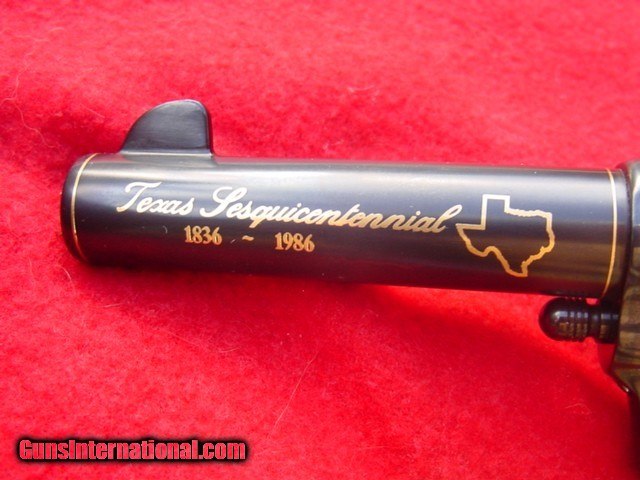 Texas Sesquicentennial
1836 ~ 1986
GunsInternational.com